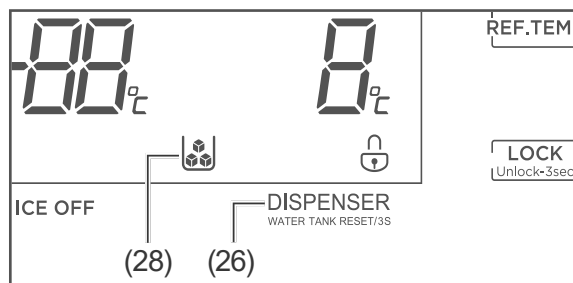 -88°C 8°C
REF.TEM
LOCK
Unlock-3sec
ICE OFF
DISPENSER
WATER TANK RESET/3S
(28) (26)